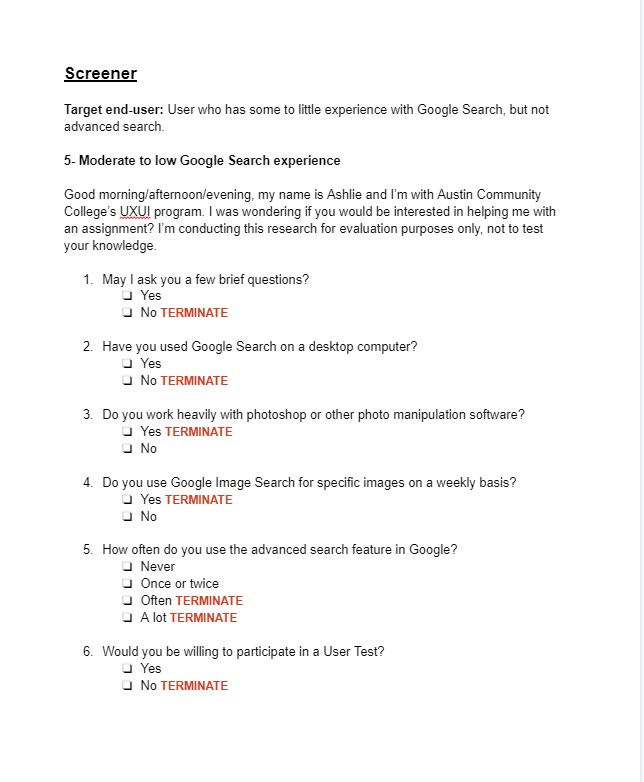 Screener
Target end-user: User who has some to little experience with Google Search, but not
advanced search.
5- Moderate to low Google Search experience
Good morning/afternoon/evening, my name is Ashlie and I'm with Austin Community
College's UXUI program. I was wondering if you would be interested in helping me with
an assignment? I'm conducting this research for evaluation purposes only, not to test
your knowledge.
1. May I ask you a few brief questions?
❏ Yes
❏ No TERMINATE
2. Have you used Google Search on a desktop computer?
❏ Yes
❏ No TERMINATE
3. Do you work heavily with photoshop or other photo manipulation software?
❏ Yes TERMINATE
❏ No
4. Do you use Google Image Search for specific images on a weekly basis?
❏ Yes TERMINATE
❏ No
5. How often do you use the advanced search feature in Google?
❏ Never
❏ Once or twice
❏ Often TERMINATE
❏ A lot TERMINATE
6. Would you be willing to participate in a User Test?
❏ Yes
❏ No TERMINATE